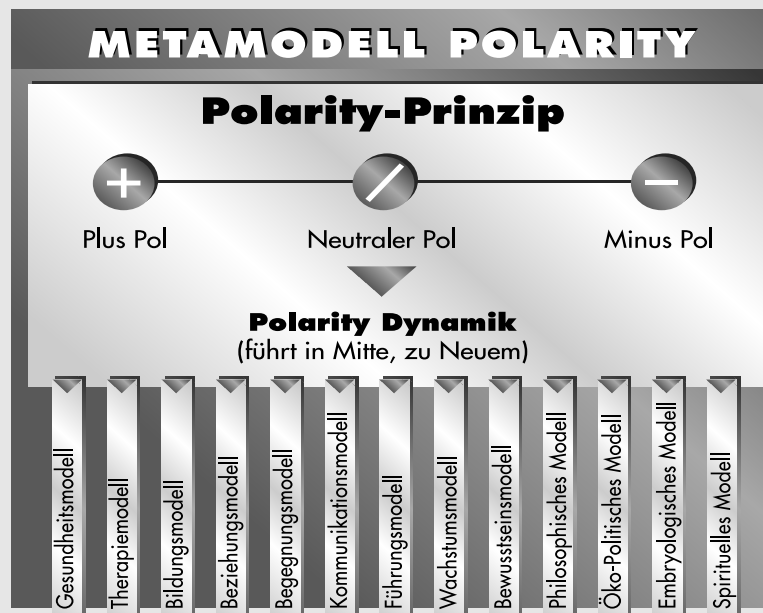 METAMODELL POLARITY
Polarity-Prinzip
+ / −
Plus Pol Neutraler Pol Minus Pol
Polarity Dynamik
(führt in Mitte, zu Neuem)
Gesundheitsmodell
Therapiemodell
Bildungsmodell
Beziehungsmodell
Begegnungsmodell
Kommunikationsmodell
Führungsmodell
Wachstumsmodell
Bewusstseinsmodell
Philosophisches Modell
Öko-Politisches Modell
Embryologisches Modell
Spirituelles Modell